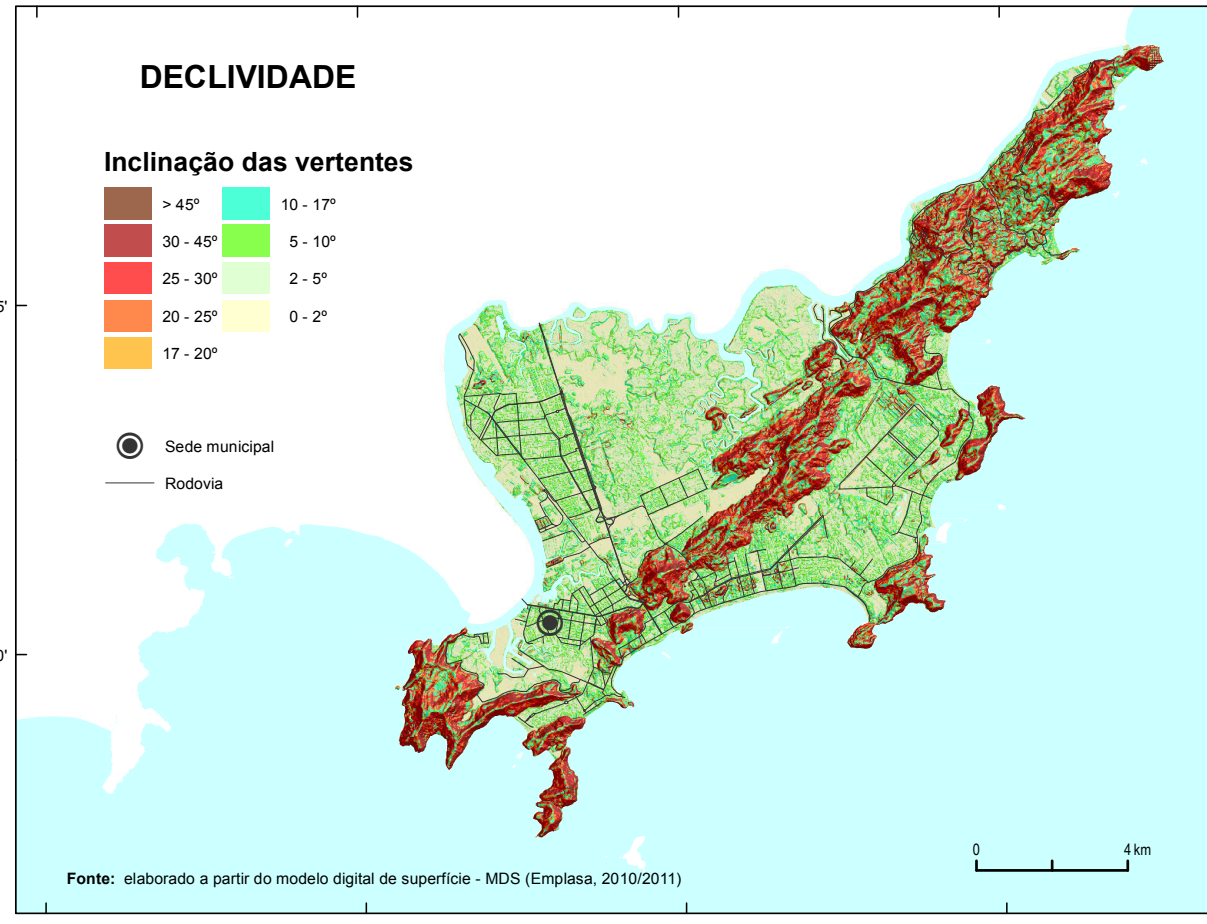 DECLIVIDADE
Inclinação das vertentes
> 45º
10 - 17º
30 - 45º
5 - 10º
25 - 30º
2 - 5º
20 - 25º
0 - 2º
17 - 20º
5'
Sede municipal
Rodovia
0'
0
4 km
Fonte: elaborado a partir do modelo digital de superfície - MDS (Emplasa, 2010/2011)